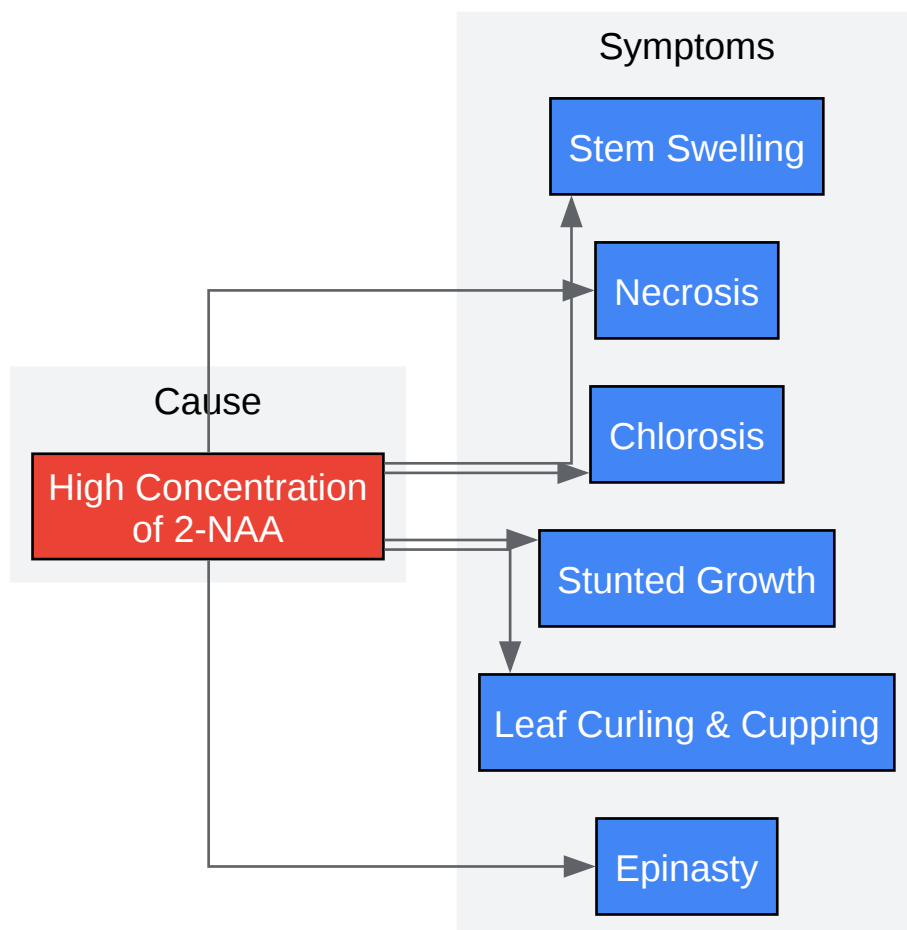 Symptoms
Stem Swelling
Necrosis
Chlorosis
Cause
High Concentration
of 2-NAA
Stunted Growth
Leaf Curling & Cupping
Epinasty